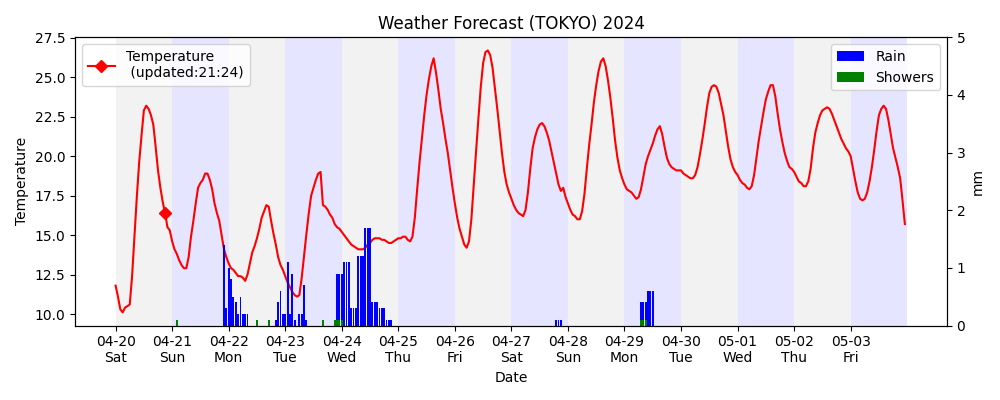 Weather Forecast (TOKYO) 2024
27.5
25.0
22.5
20.0
17.5
15.0
12.5
10.0
Temperature
Temperature
(updated:21:24)
Rain
Showers
5
4
3
2
1
0
mm
04-20 04-21 04-22 04-23 04-24 04-25 04-26 04-27 04-28 04-29 04-30 05-01 05-02 05-03
Sat Sun Mon Tue Wed Thu Fri Sat Sun Mon Tue Wed Thu Fri
Date